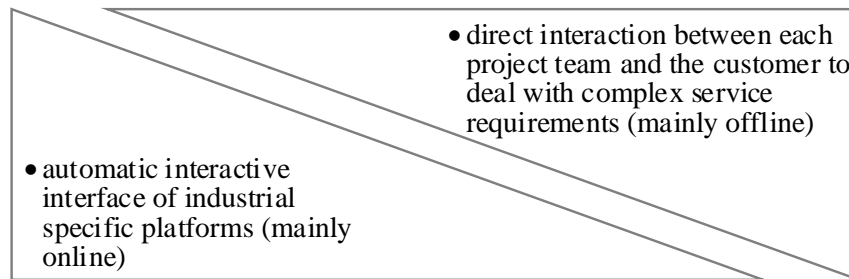 • direct interaction between each
project team and the customer to
deal with complex service
requirements (mainly offline)
• automatic interactive
interface of industrial
specific platforms (mainly
online)